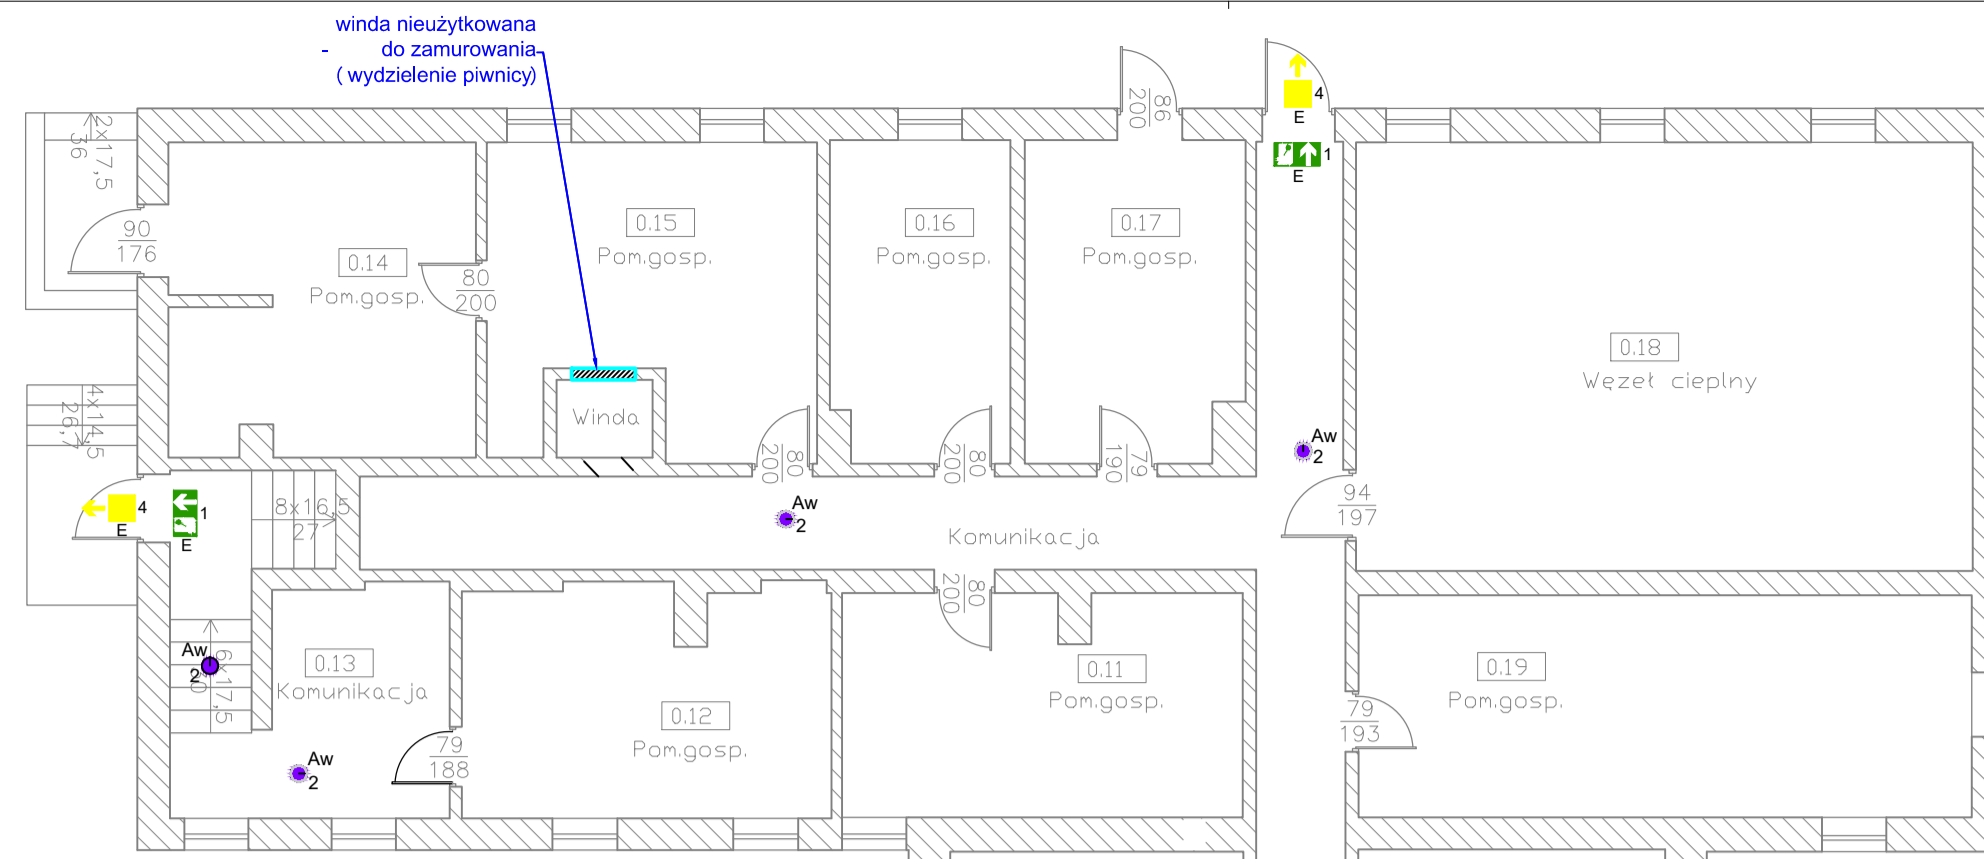 winda nieużytkowana
- do zamurowania
( wydzielenie piwnicy)
86
200
4
E
1
E
2x17,5
36
90
176
0.14
Pom.gosp.
80
200
0.15
Pom.gosp.
0.16
Pom.gosp.
0.17
Pom.gosp.
0.18
Węzeł cieplny
4x14,5
26,7
Winda
80
200
80
200
79
190
Aw
2
4
E
1
E
8x16,5
27
Aw
2
Komunikacja
94
197
80
200
Aw
2
6x17,5
0.13
Komunikacja
0.12
Pom.gosp.
0.11
Pom.gosp.
0.19
Pom.gosp.
79
193
79
188
Aw
2